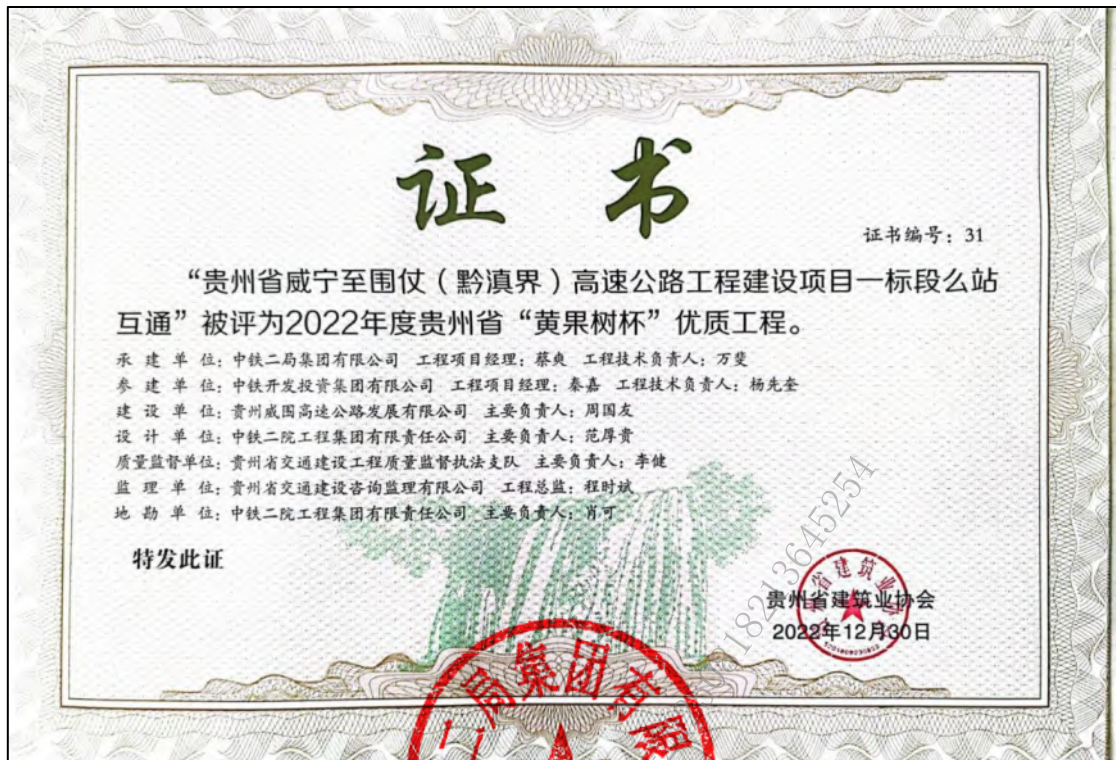 证 书
证书编号：31
“贵州省威宁至围仗（黔滇界）高速公路工程建设项目一标段么站
互通”被评为2022年度贵州省“黄果树杯”优质工程。
承建单位：中铁二局集团有限公司 工程项目经理：蔡爽 工程技术负责人：万斐
参建单位：中铁开发投资集团有限公司 工程项目经理：秦嘉 工程技术负责人：杨先奎
建设单位：贵州威围高速公路发展有限公司 主要负责人：周国友
设计单位：中铁二院工程集团有限责任公司 主要负责人：范厚贵
质量监督单位：贵州省交通建设工程质量监督执法支队 主要负责人：李健
监理单位：贵州省交通建设咨询监理有限公司 工程总监：程时斌
地勘单位：中铁二院工程集团有限责任公司 主要负责人：肖可
特发此证
贵州省建筑业协会
2022年12月30日
18213645254
二局集团有限